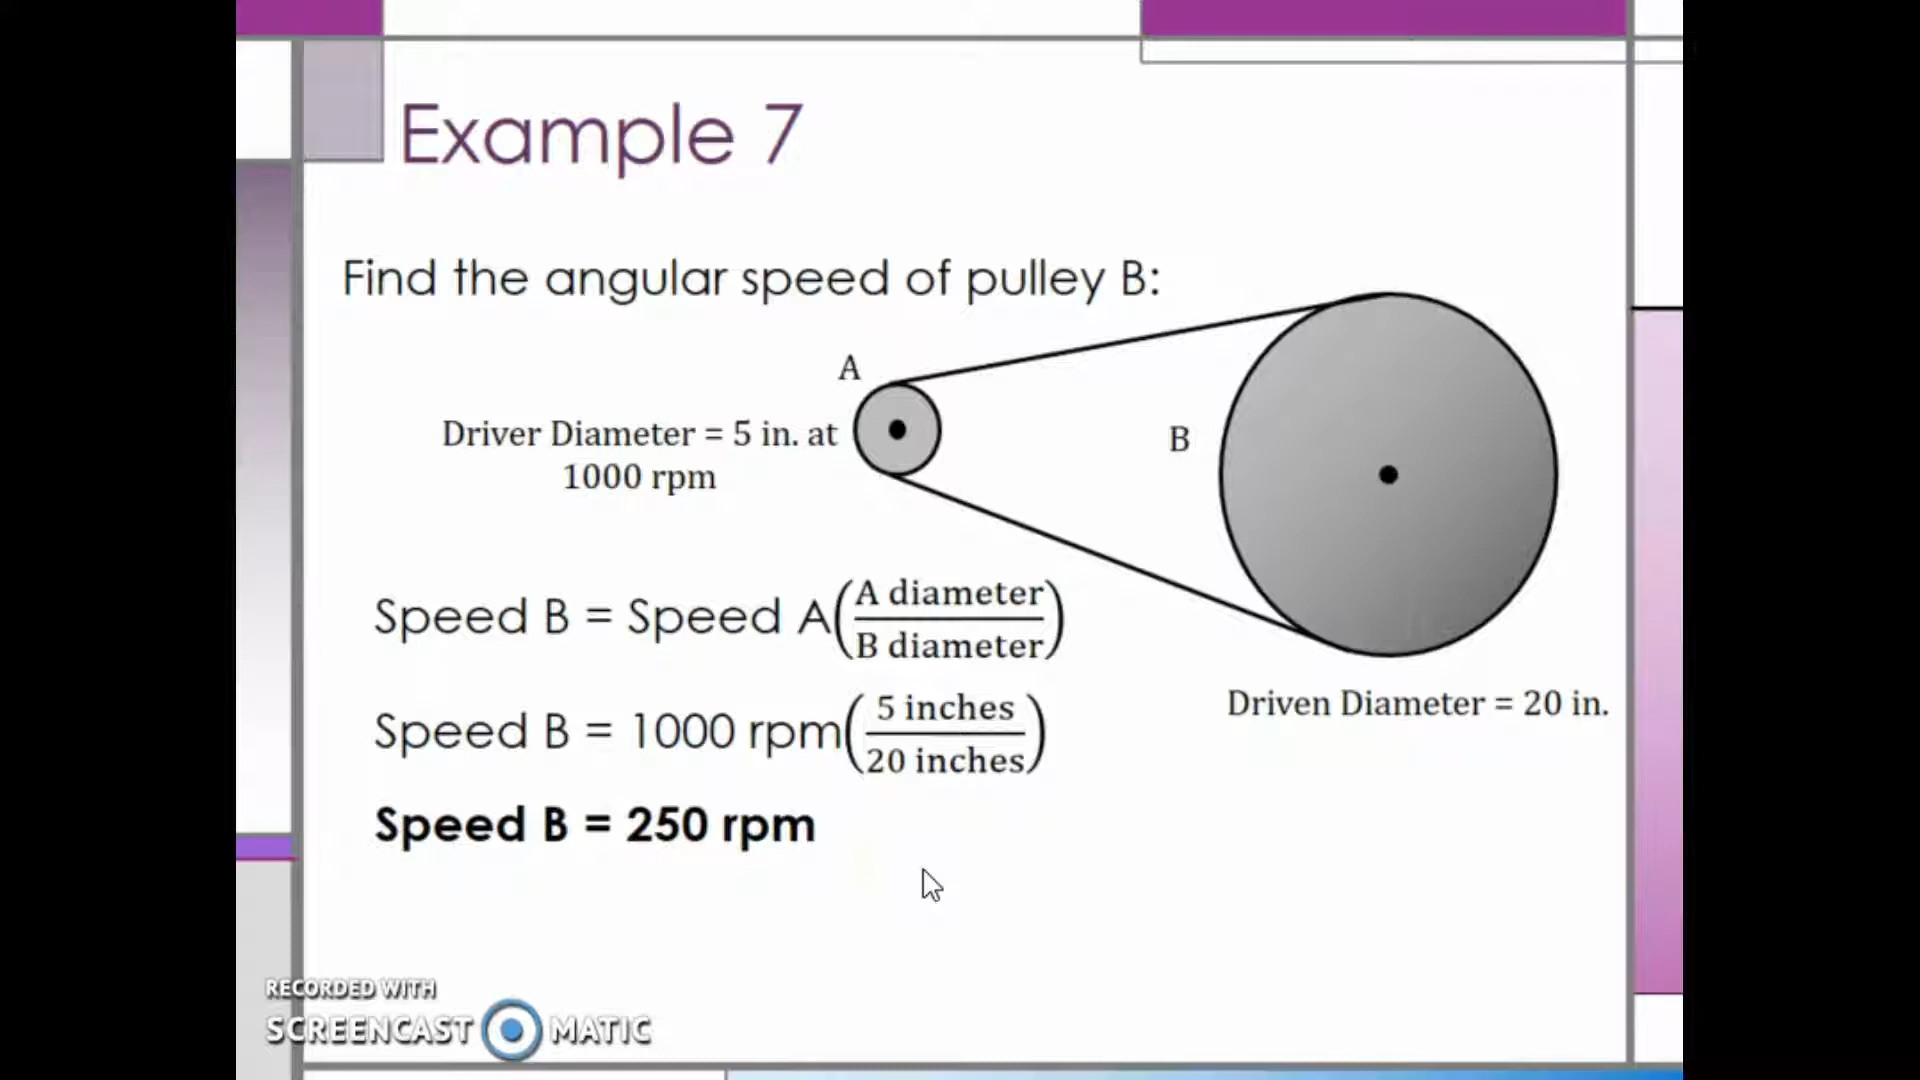 Example 7
Find the angular speed of pulley B:
A
Driver Diameter = 5 in. at
1000 rpm
B
Speed B = Speed A(A diameter/B diameter)
Driven Diameter = 20 in.
Speed B = 1000 rpm(5 inches/20 inches)
Speed B = 250 rpm
RECORDED WITH
SCREENCAST MATIC